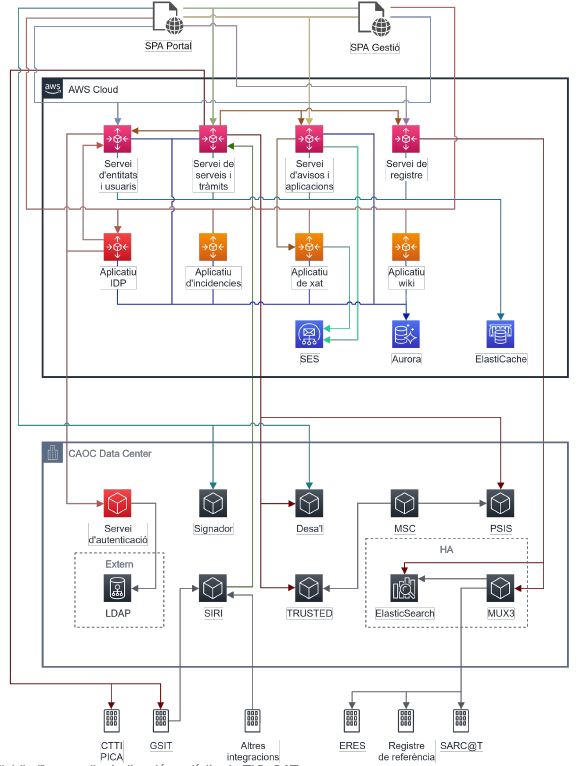 SPA Portal
SPA Gestió
aws
AWS Cloud
Servei
d'entitats
i usuaris
Servei de
serveis i
tràmits
Servei
d'avisos i
aplicacions
Servei de
registre
Aplicatiu
IDP
Aplicatiu
d'incidencies
Aplicatiu
de xat
Aplicatiu
wiki
SES
Aurora
ElastiCache
CAOC Data Center
Servei
d'autenticació
Signador
Desa'l
MSC
PSIS
Extern
HA
LDAP
SIRI
TRUSTED
ElasticSearch
MUX3
CTTI
PICA
GSIT
Altres
integracions
ERES
Registre
de referència
SARC@T